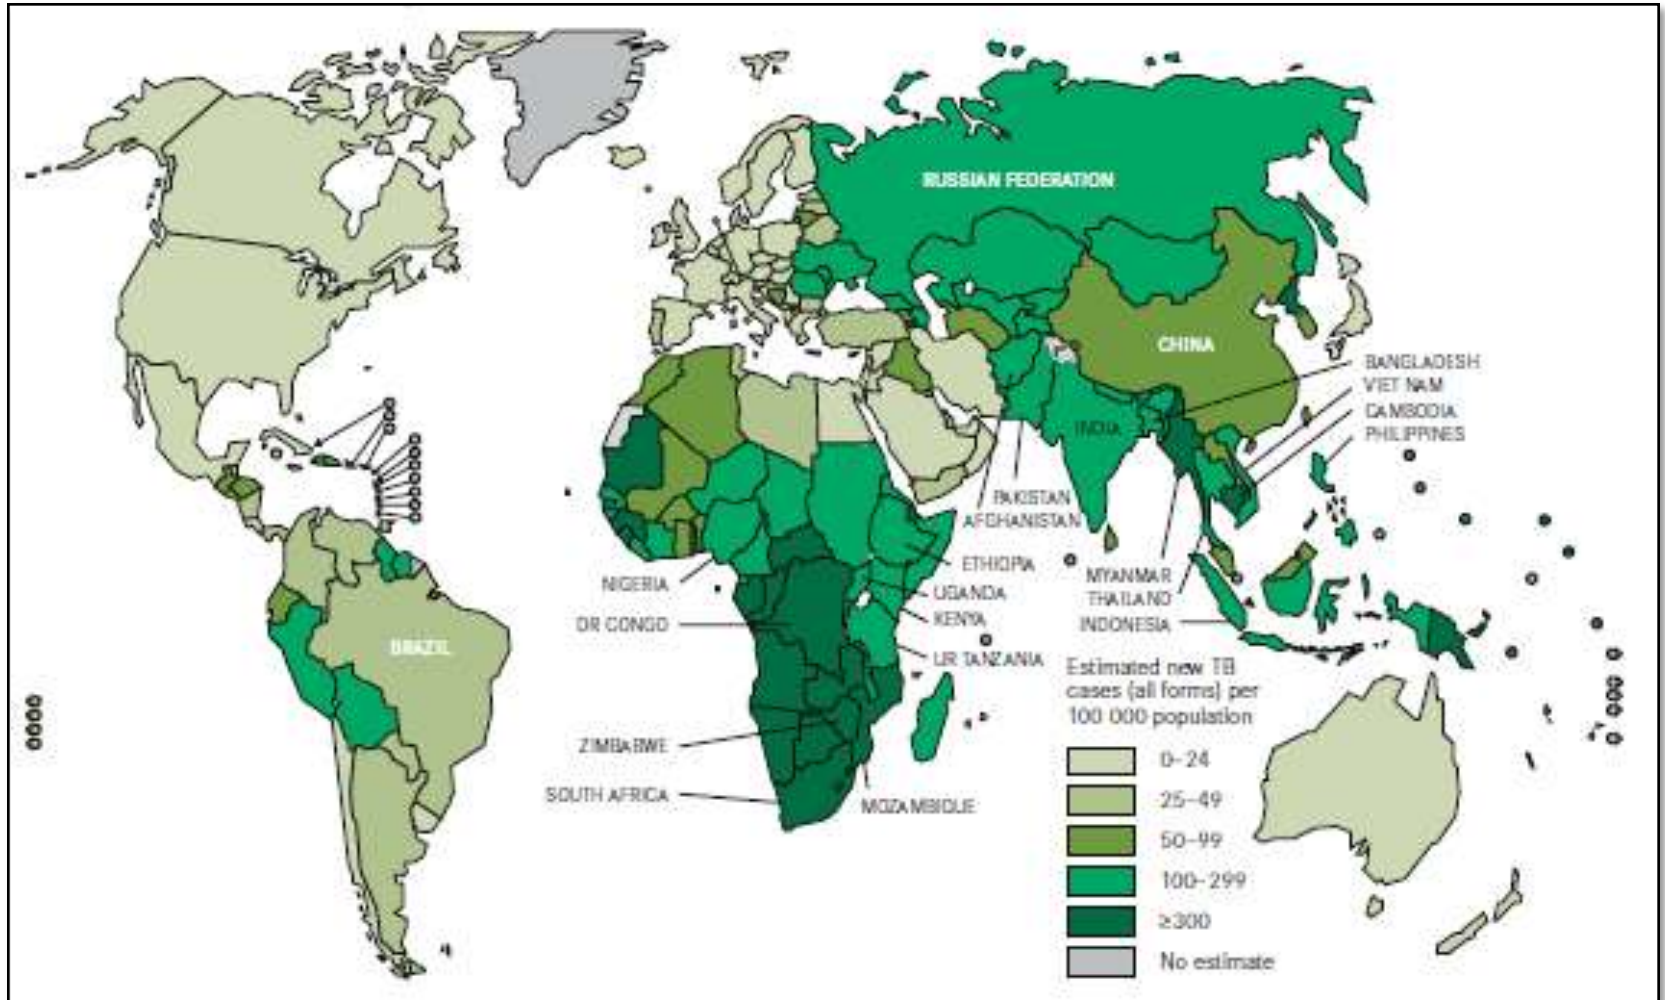 RUSSIAN FEDERATION
CHINA
BANGLADESH
VIET NAM
CAMBODIA
PHILIPPINES
INDIA
PAKISTAN
AFGHANISTAN
ETHIOPIA
NIGERIA
UGANDA
MYANMAR
THAILAND
KENYA
DR CONGO
INDONESIA
BRAZIL
UR TANZANIA
Estimated new TB
cases (all forms) per
100 000 population
ZIMBABWE
0–24
SOUTH AFRICA
25–49
MOZAMBIQUE
50–99
100–299
≥300
No estimate